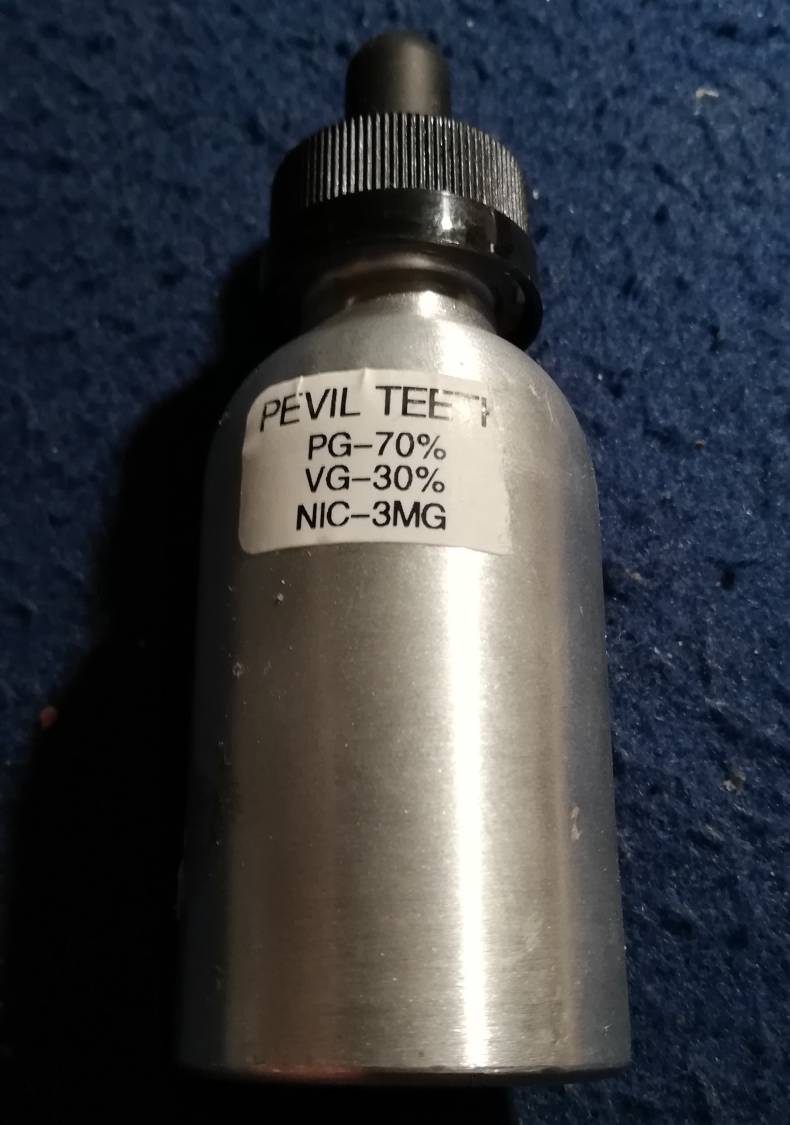 PEVIL TEETH
PG-70%
VG-30%
NIC-3MG